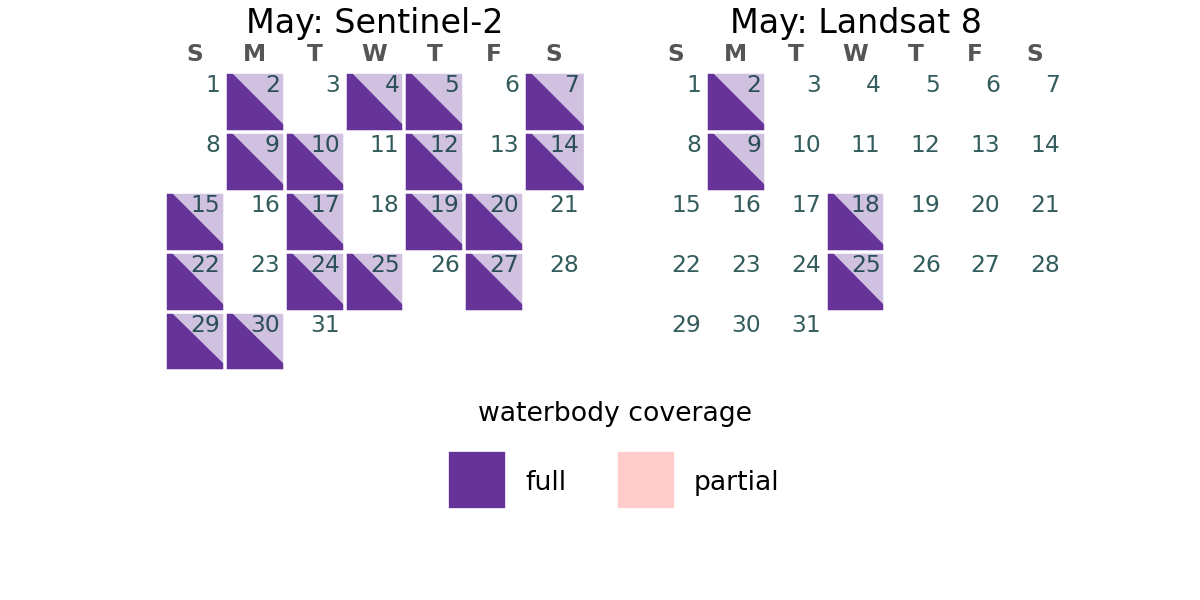 May: Sentinel-2
S M T W T F S
1 2 3 4 5 6 7
8 9 10 11 12 13 14
15 16 17 18 19 20 21
22 23 24 25 26 27 28
29 30 31
May: Landsat 8
S M T W T F S
1 2 3 4 5 6 7
8 9 10 11 12 13 14
15 16 17 18 19 20 21
22 23 24 25 26 27 28
29 30 31
waterbody coverage
full partial